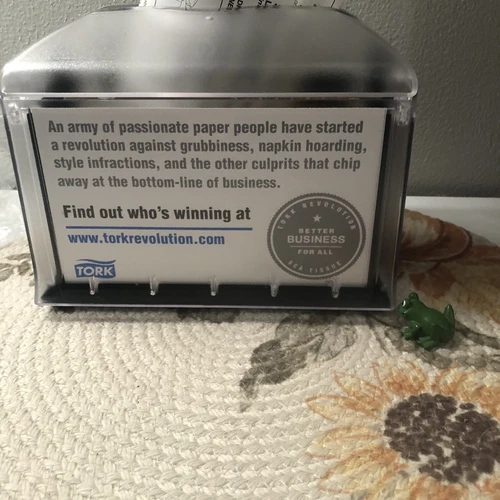 An army of passionate paper people have started
a revolution against grubbiness, napkin hoarding,
style infractions, and the other culprits that chip
away at the bottom-line of business.
Find out who's winning at
www.torkrevolution.com
TORK REVOLUTION
BETTER
BUSINESS
FOR ALL
SCA TISSUE
TORK